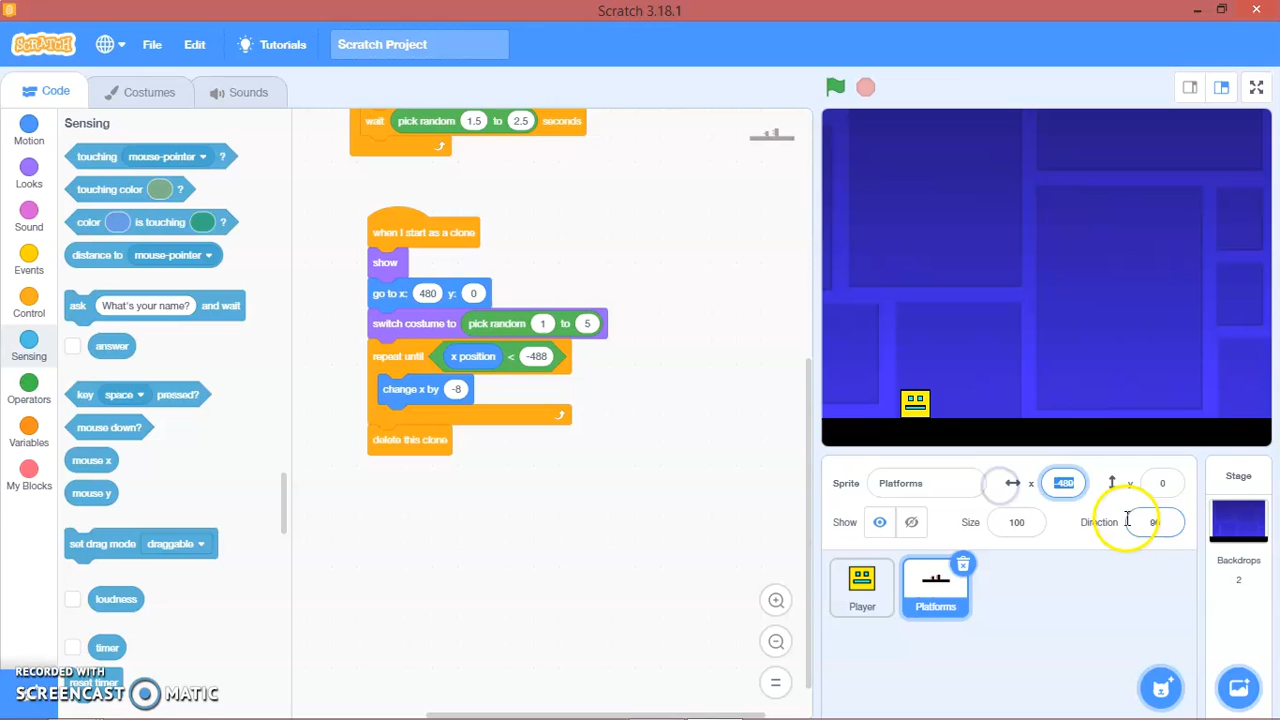 Scratch 3.18.1
SCRATCH
File
Edit
Tutorials
Scratch Project
Code
Costumes
Sounds
Motion
Looks
Sound
Events
Control
Sensing
Operators
Variables
My Blocks
Sensing
touching mouse-pointer ?
touching color ?
color is touching ?
distance to mouse-pointer
ask What's your name? and wait
answer
key space pressed?
mouse down?
mouse x
mouse y
set drag mode draggable
loudness
timer
reset timer
RECORDED WITH
SCREENCAST MATIC
wait pick random 1.5 to 2.5 seconds
when I start as a clone
show
go to x: 480 y: 0
switch costume to pick random 1 to 5
repeat until x position < -488
change x by -8
delete this clone
Sprite Platforms x -480 y 0
Show Size 100 Direction 90
Player
Platforms
Stage
Backdrops
2